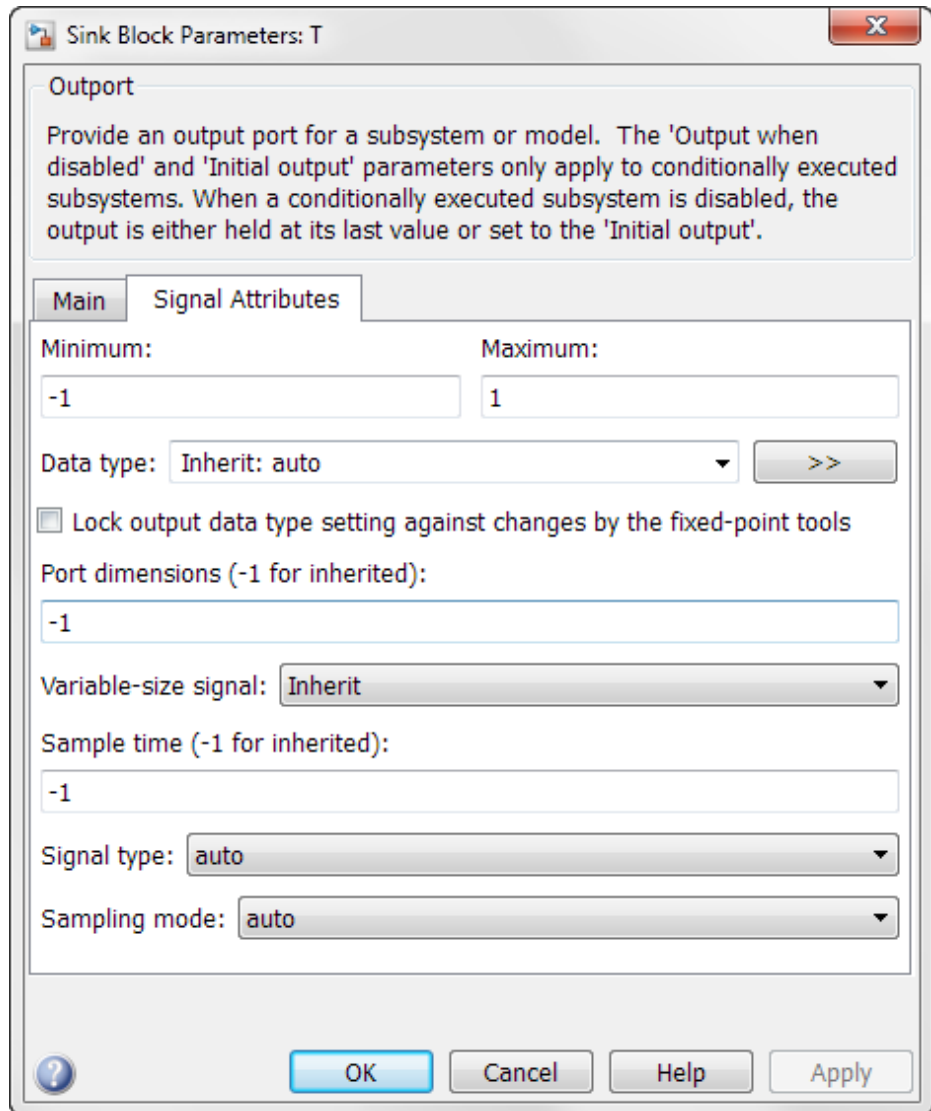 Sink Block Parameters: T
Outport
Provide an output port for a subsystem or model. The 'Output when
disabled' and 'Initial output' parameters only apply to conditionally executed
subsystems. When a conditionally executed subsystem is disabled, the
output is either held at its last value or set to the 'Initial output'.
Main Signal Attributes
Minimum: Maximum:
-1 1
Data type: Inherit: auto >>
Lock output data type setting against changes by the fixed-point tools
Port dimensions (-1 for inherited):
-1
Variable-size signal: Inherit
Sample time (-1 for inherited):
-1
Signal type: auto
Sampling mode: auto
? OK Cancel Help Apply